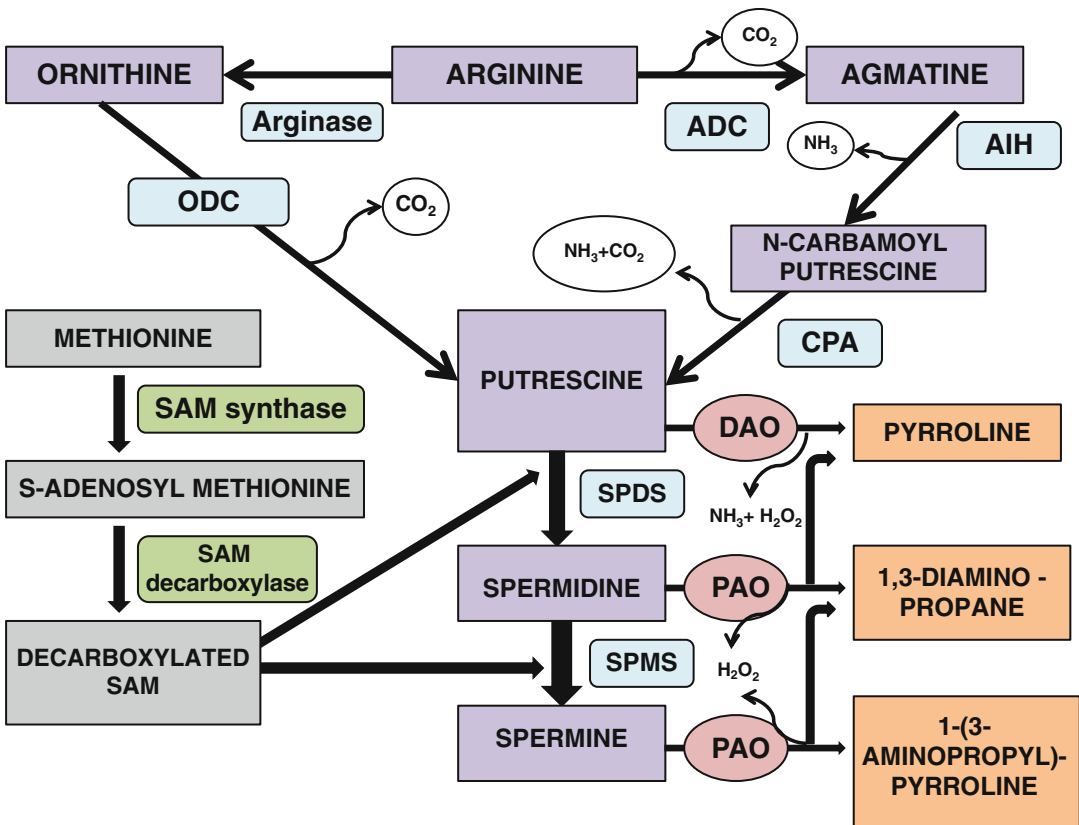 CO₂
ORNITHINE
ARGININE
AGMATINE
Arginase
ADC
NH₃
AIH
ODC
CO₂
N-CARBAMOYL
PUTRESCINE
NH₃+CO₂
METHIONINE
CPA
PUTRESCINE
SAM synthase
DAO
PYRROLINE
S-ADENOSYL METHIONINE
SPDS
NH₃+ H₂O₂
SAM
decarboxylase
SPERMIDINE
PAO
1,3-DIAMINO -
PROPANE
DECARBOXYLATED
SAM
SPMS
H₂O₂
SPERMINE
PAO
1-(3-
AMINOPROPYL)-
PYRROLINE